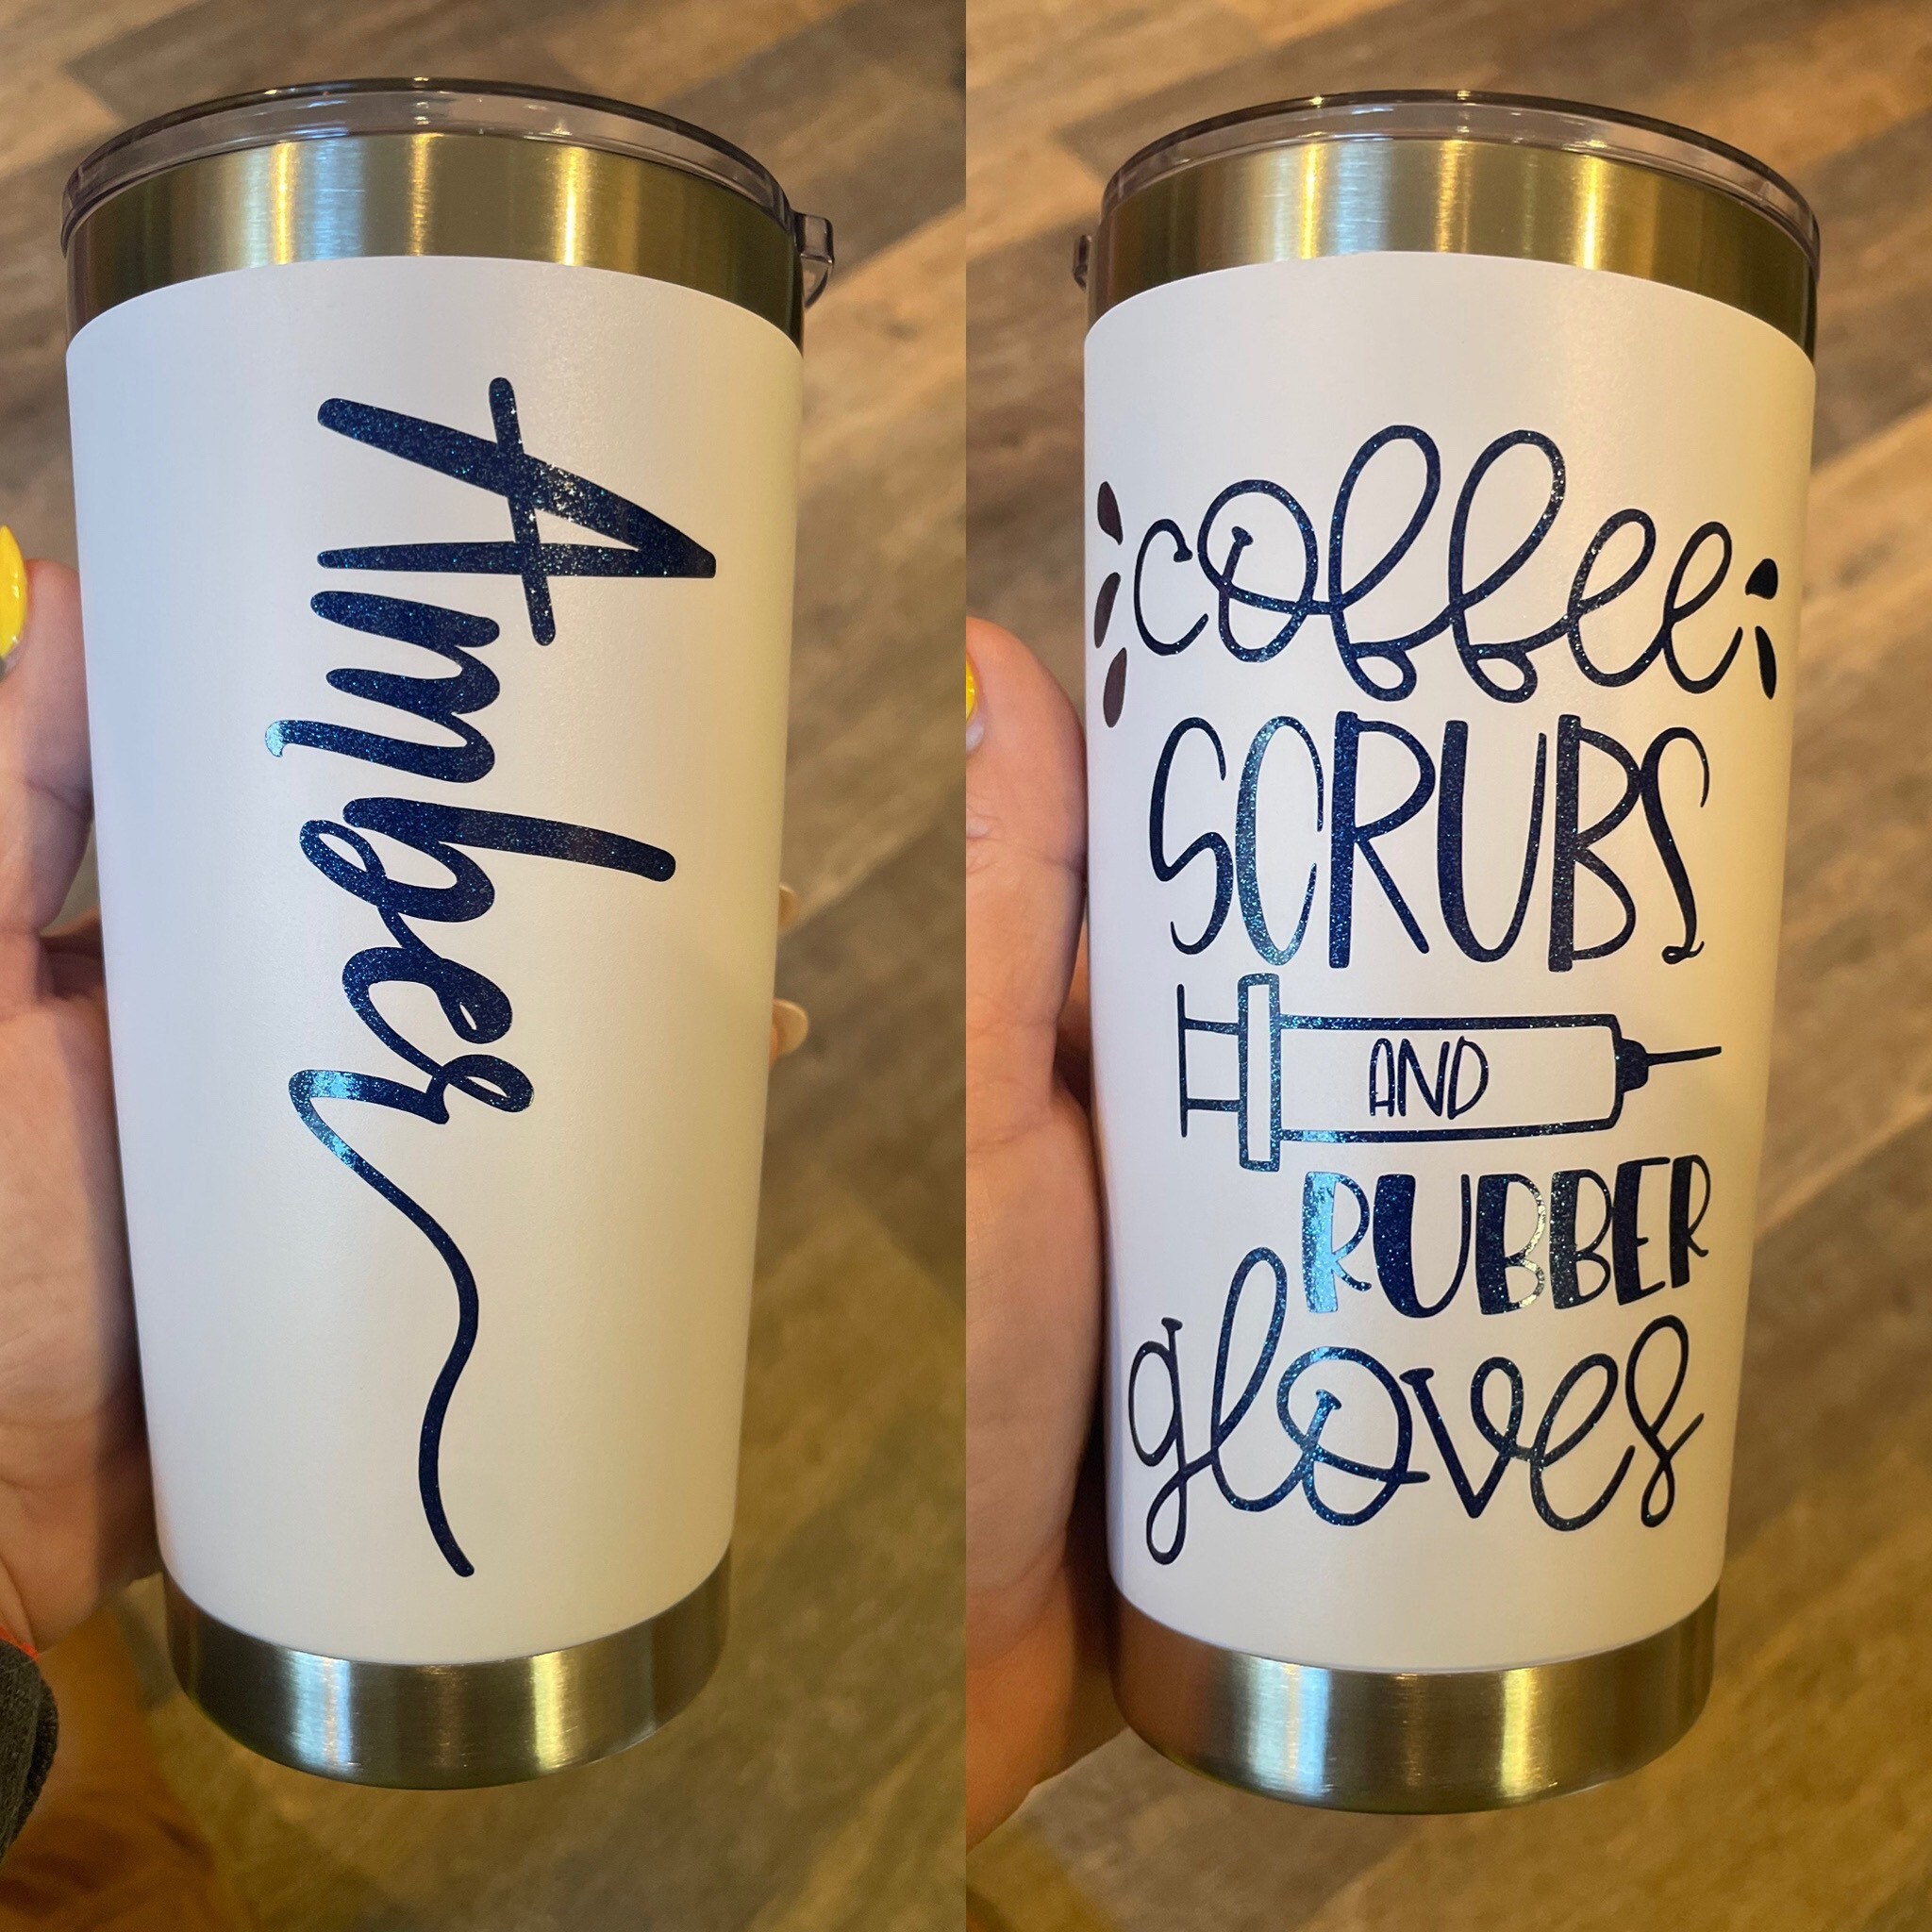 Amber
coffee
SCRUBS
AND
RUBBER
gloves